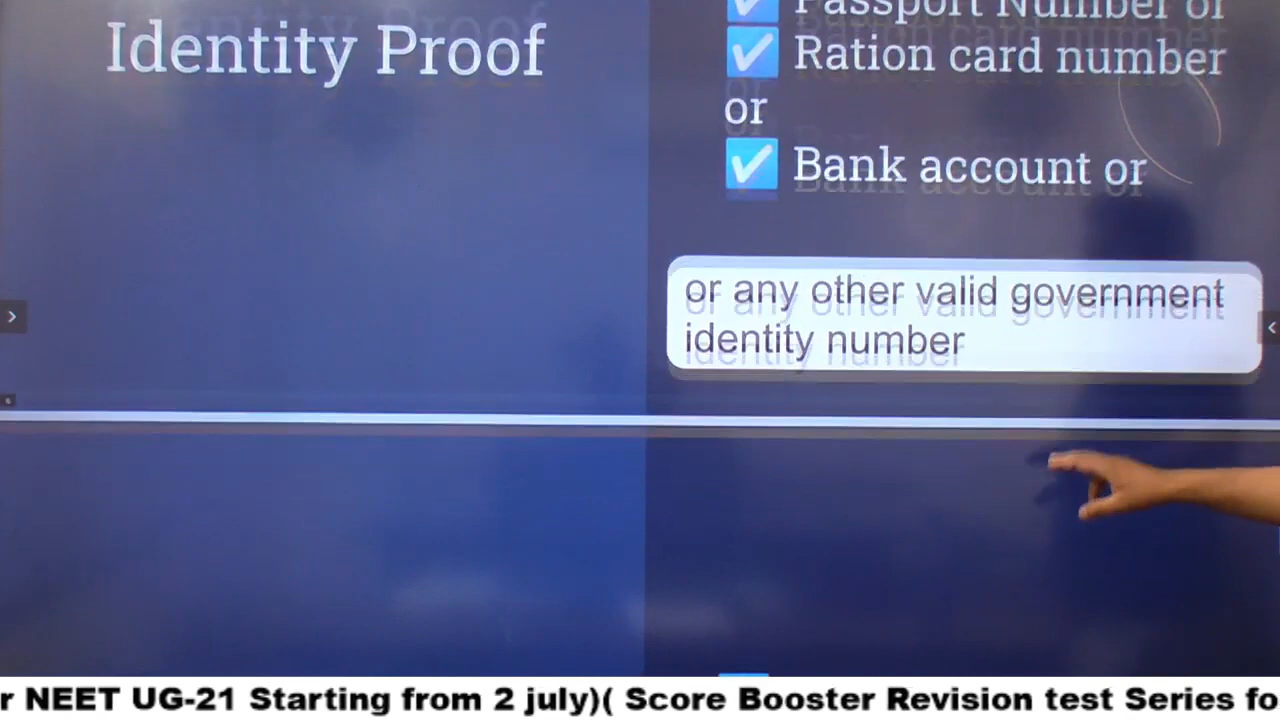 Identity Proof
Passport Number or
Ration card number
or
Bank account or
or any other valid government
identity number
r NEET UG-21 Starting from 2 july)( Score Booster Revision test Series fo